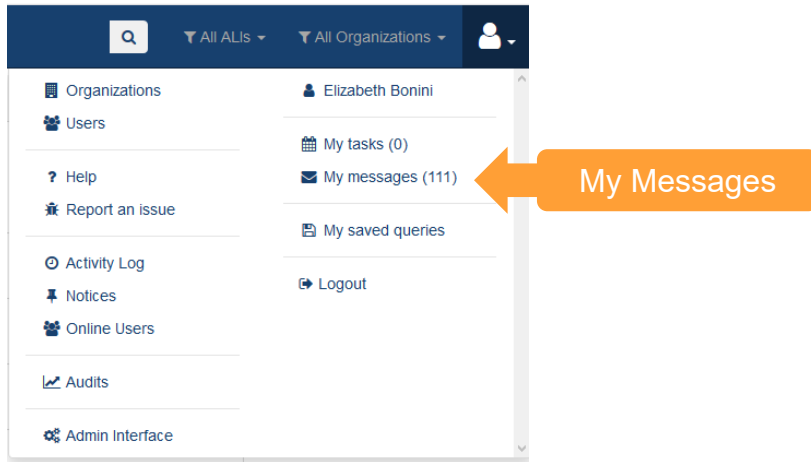 All ALIs
All Organizations
Organizations
Users
? Help
Report an issue
Activity Log
Notices
Online Users
Audits
Admin Interface
Elizabeth Bonini
My tasks (0)
My messages (111)
My saved queries
Logout
My Messages